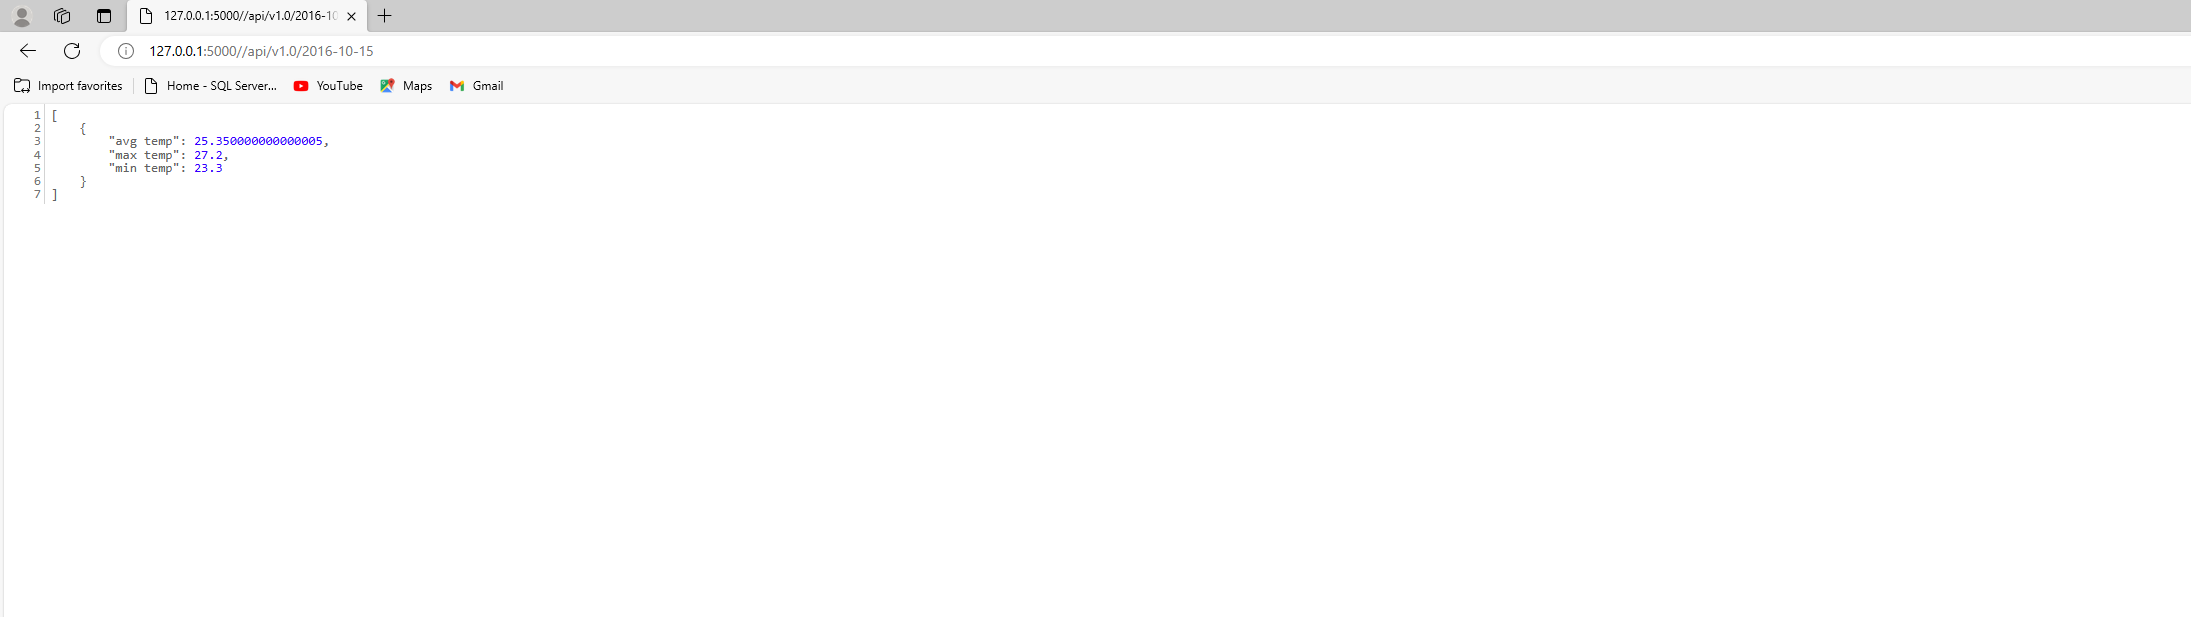 127.0.0.1:5000//api/v1.0/2016-10
127.0.0.1:5000//api/v1.0/2016-10-15
Import favorites Home - SQL Server... YouTube Maps Gmail
1 [
2 {
3 "avg temp": 25.350000000000005,
4 "max temp": 27.2,
5 "min temp": 23.3
6 }
7 ]